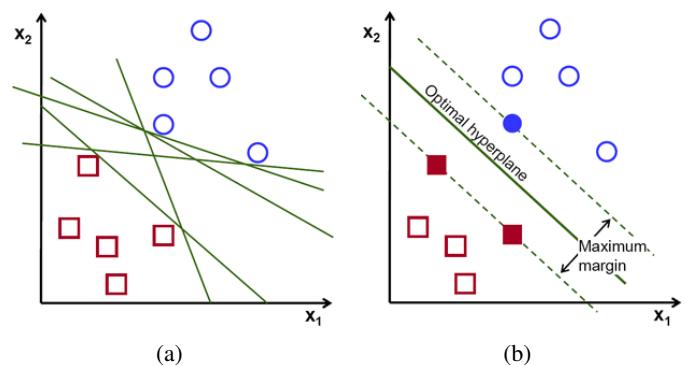 x2
x1
(a)
x2
Optimal hyperplane
Maximum
margin
x1
(b)